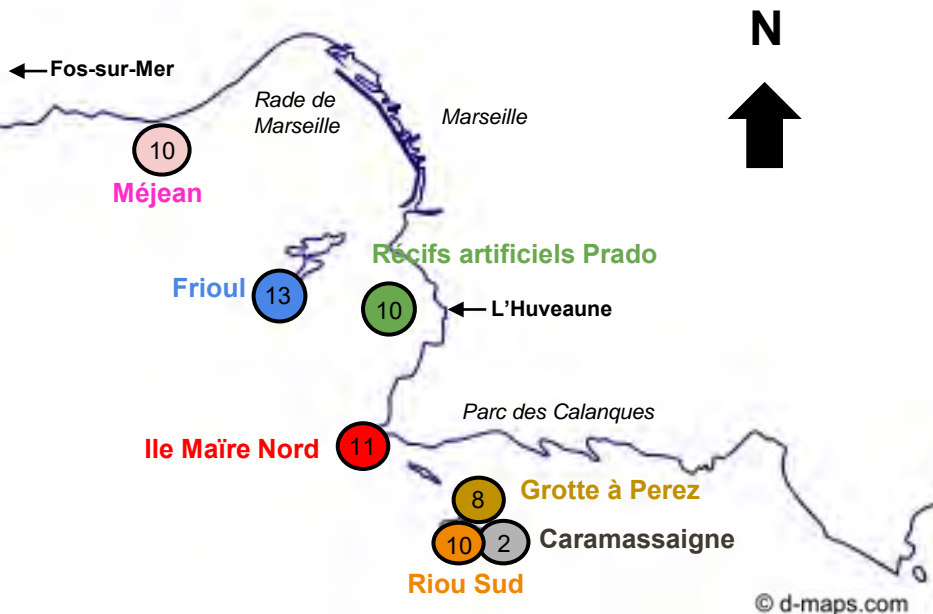 N
Fos-sur-Mer
Rade de
Marseille
Marseille
10
Méjean
Récifs artificiels Prado
Frioul
13
10
L'Huveaune
Parc des Calanques
Ile Maïre Nord
11
8
Grotte à Perez
10
2
Caramassaigne
Riou Sud
© d-maps.com